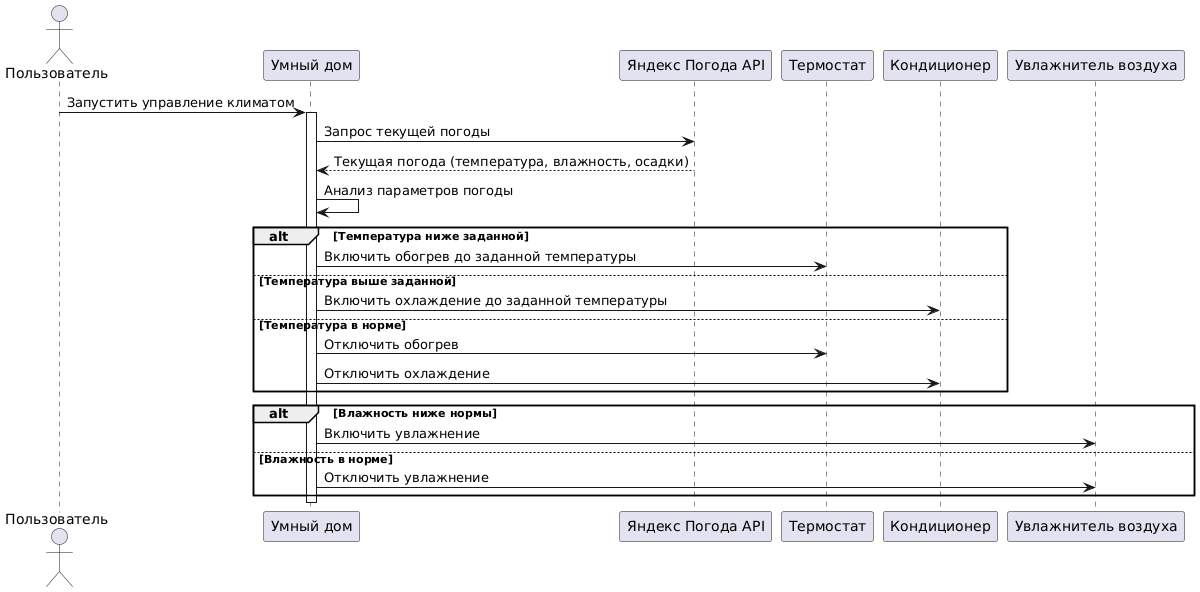 Пользователь
Умный дом
Яндекс Погода API
Термостат
Кондиционер
Увлажнитель воздуха
Запустить управление климатом
Запрос текущей погоды
Текущая погода (температура, влажность, осадки)
Анализ параметров погоды
alt
[Температура ниже заданной]
Включить обогрев до заданной температуры
[Температура выше заданной]
Включить охлаждение до заданной температуры
[Температура в норме]
Отключить обогрев
Отключить охлаждение
alt
[Влажность ниже нормы]
Включить увлажнение
[Влажность в норме]
Отключить увлажнение
Пользователь
Умный дом
Яндекс Погода API
Термостат
Кондиционер
Увлажнитель воздуха